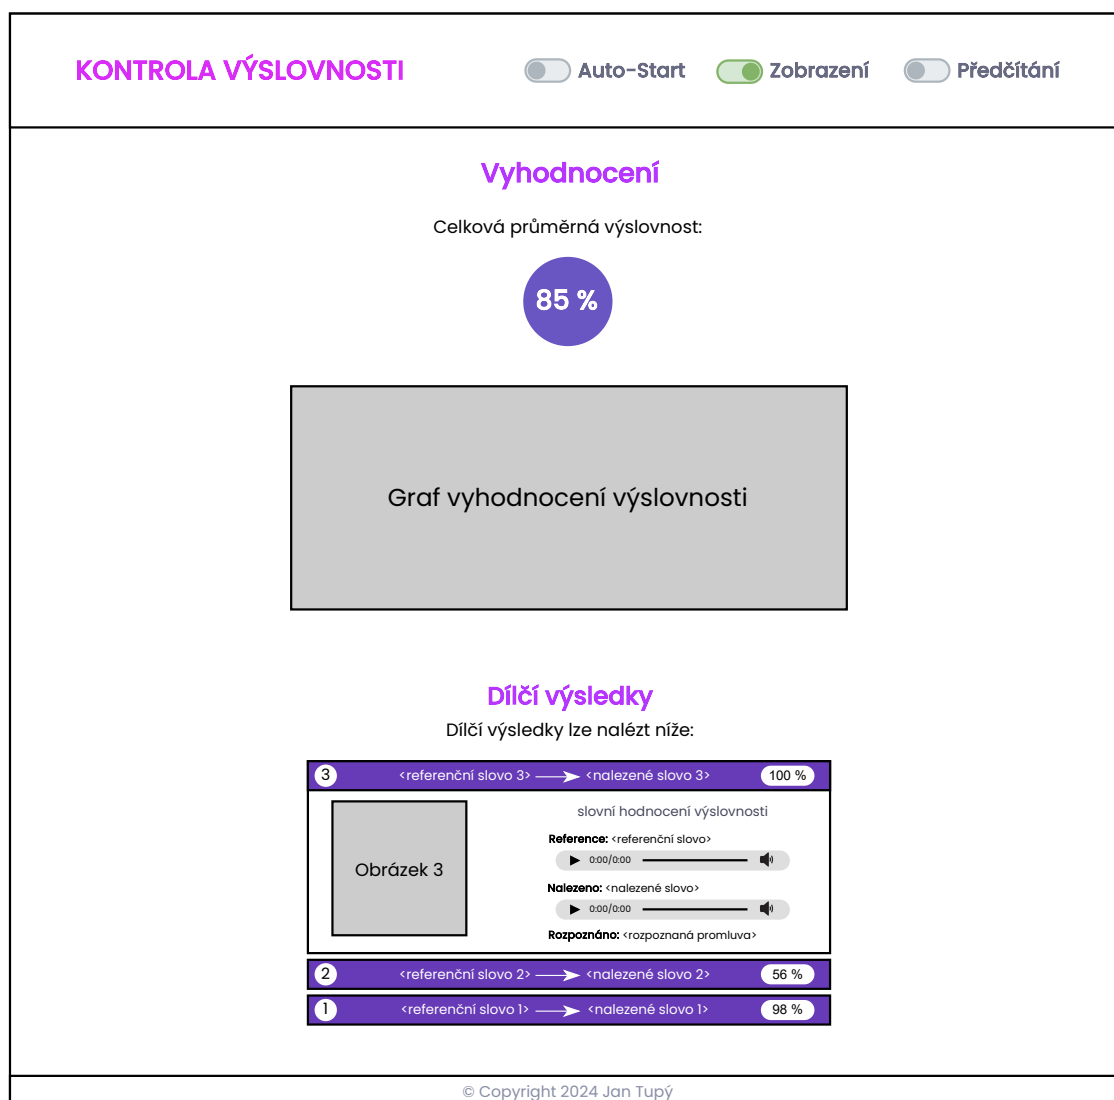 KONTROLA VÝSLOVNOSTI
Auto-Start
Zobrazení
Předčítání
Vyhodnocení
Celková průměrná výslovnost:
85 %
Graf vyhodnocení výslovnosti
Dílčí výsledky
Dílčí výsledky lze nalézt níže:
3 <referenční slovo 3> <nalezené slovo 3> 100 %
Obrázek 3
slovní hodnocení výslovnosti
Reference: <referenční slovo>
0:00/0:00
Nalezeno: <nalezené slovo>
0:00/0:00
Rozpoznáno: <rozpoznaná promluva>
2 <referenční slovo 2> <nalezené slovo 2> 56 %
1 <referenční slovo 1> <nalezené slovo 1> 98 %
© Copyright 2024 Jan Tupý